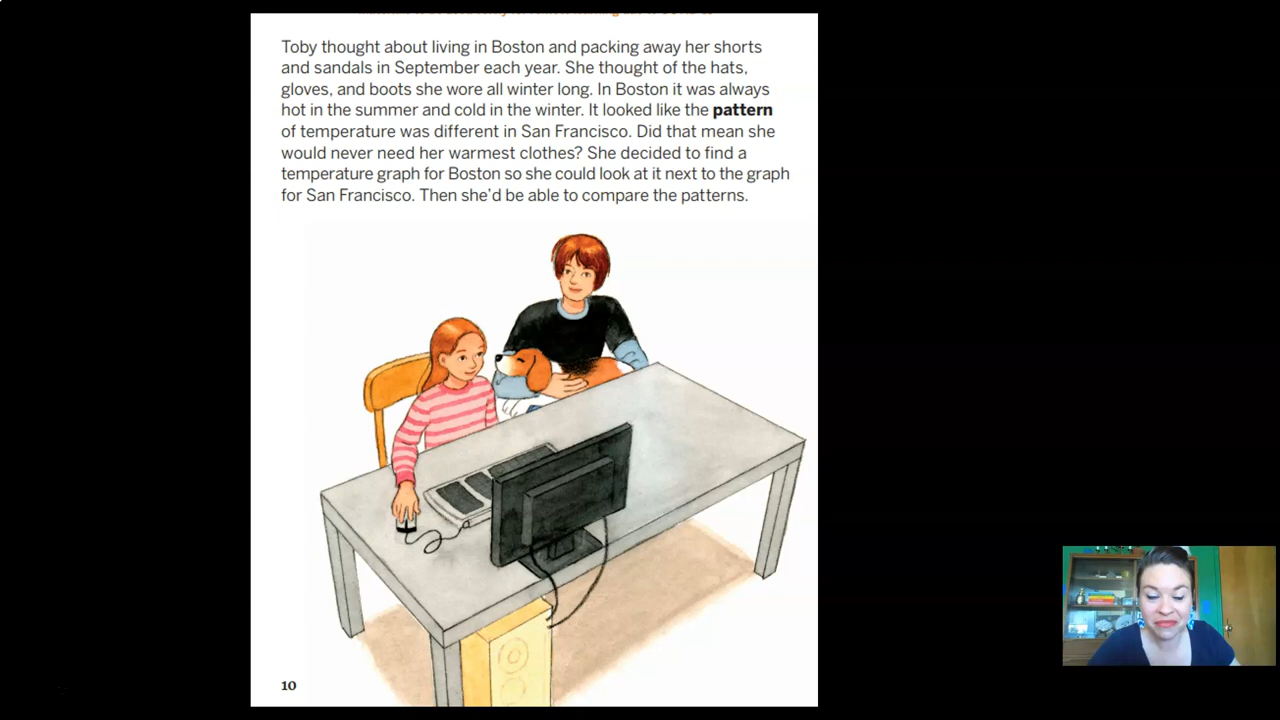 Toby thought about living in Boston and packing away her shorts
and sandals in September each year. She thought of the hats,
gloves, and boots she wore all winter long. In Boston it was always
hot in the summer and cold in the winter. It looked like the pattern
of temperature was different in San Francisco. Did that mean she
would never need her warmest clothes? She decided to find a
temperature graph for Boston so she could look at it next to the graph
for San Francisco. Then she’d be able to compare the patterns.
10